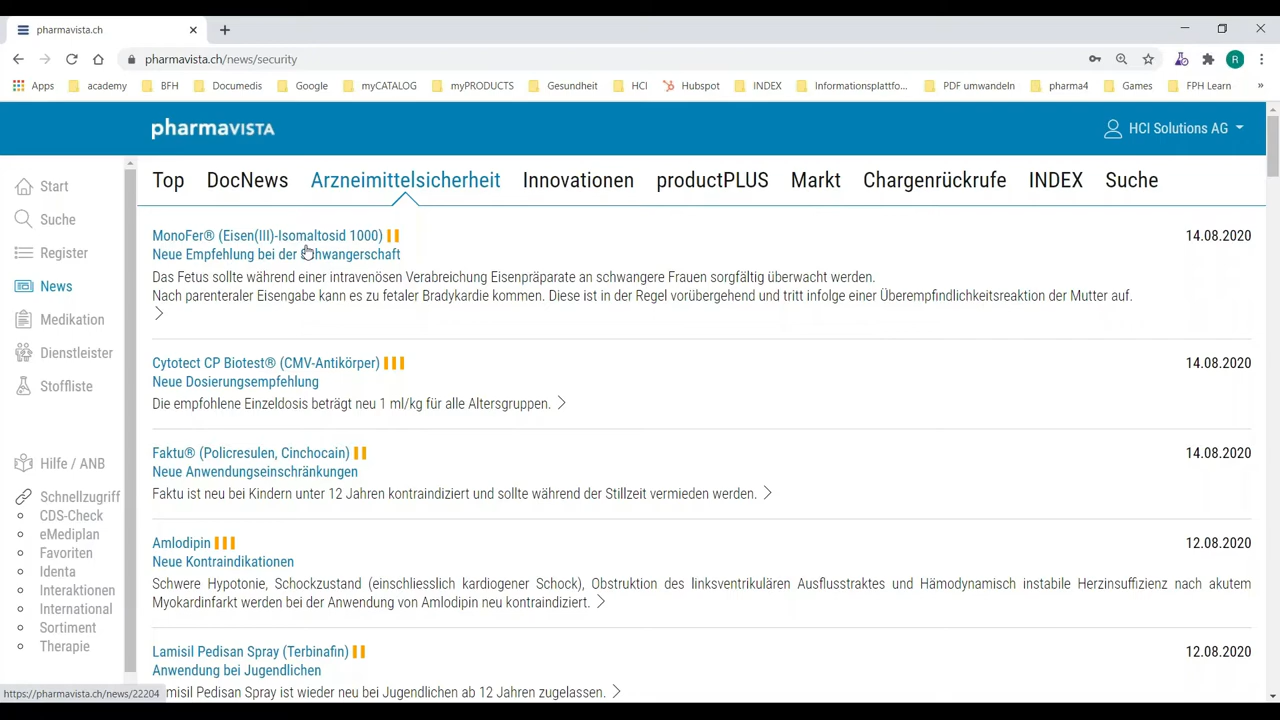 pharmavista.ch
pharmavista.ch/news/security
R
Apps academy BFH Documedis Google myCATALOG myPRODUCTS Gesundheit HCI Hubspot INDEX Informationsplattfo... PDF umwandeln pharma4 Games FPH Learn »
pharmavista
HCI Solutions AG
Start
Suche
Register
News
Medikation
Dienstleister
Stoffliste
Hilfe / ANB
Schnellzugriff
CDS-Check
eMediplan
Favoriten
Identa
Interaktionen
International
Sortiment
Therapie
Top DocNews Arzneimittelsicherheit Innovationen productPLUS Markt Chargenrückrufe INDEX Suche
MonoFer® (Eisen(III)-Isomaltosid 1000) 14.08.2020
Neue Empfehlung bei der Schwangerschaft
Das Fetus sollte während einer intravenösen Verabreichung Eisenpräparate an schwangere Frauen sorgfältig überwacht werden.
Nach parenteraler Eisengabe kann es zu fetaler Bradykardie kommen. Diese ist in der Regel vorübergehend und tritt infolge einer Überempfindlichkeitsreaktion der Mutter auf.
Cytotect CP Biotest® (CMV-Antikörper) 14.08.2020
Neue Dosierungsempfehlung
Die empfohlene Einzeldosis beträgt neu 1 ml/kg für alle Altersgruppen.
Faktu® (Policresulen, Cinchocain) 14.08.2020
Neue Anwendungseinschränkungen
Faktu ist neu bei Kindern unter 12 Jahren kontraindiziert und sollte während der Stillzeit vermieden werden.
Amlodipin 12.08.2020
Neue Kontraindikationen
Schwere Hypotonie, Schockzustand (einschliesslich kardiogener Schock), Obstruktion des linksventrikulären Ausflusstraktes und Hämodynamisch instabile Herzinsuffizienz nach akutem
Myokardinfarkt werden bei der Anwendung von Amlodipin neu kontraindiziert.
Lamisil Pedisan Spray (Terbinafin) 12.08.2020
Anwendung bei Jugendlichen
Lamisil Pedisan Spray ist wieder neu bei Jugendlichen ab 12 Jahren zugelassen.
https://pharmavista.ch/news/22204